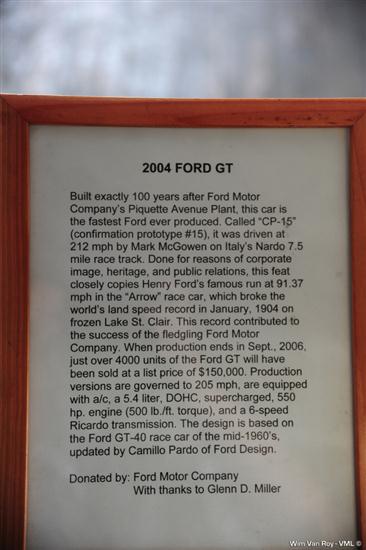 2004 FORD GT
Built exactly 100 years after Ford Motor
Company's Piquette Avenue Plant, this car is
the fastest Ford ever produced. Called "CP-15"
(confirmation prototype #15), it was driven at
212 mph by Mark McGowen on Italy's Nardo 7.5
mile race track. Done for reasons of corporate
image, heritage, and public relations, this feat
closely copies Henry Ford's famous run at 91.37
mph in the "Arrow" race car, which broke the
world's land speed record in January, 1904 on
frozen Lake St. Clair. This record contributed to
the success of the fledgling Ford Motor
Company. When production ends in Sept., 2006,
just over 4000 units of the Ford GT will have
been sold at a list price of $150,000. Production
versions are governed to 205 mph, are equipped
with a/c, a 5.4 liter, DOHC, supercharged, 550
hp. engine (500 lb./ft. torque), and a 6-speed
Ricardo transmission. The design is based on
the Ford GT-40 race car of the mid-1960's,
updated by Camillo Pardo of Ford Design.
Donated by: Ford Motor Company
With thanks to Glenn D. Miller
Wim Van Roy - VML ©